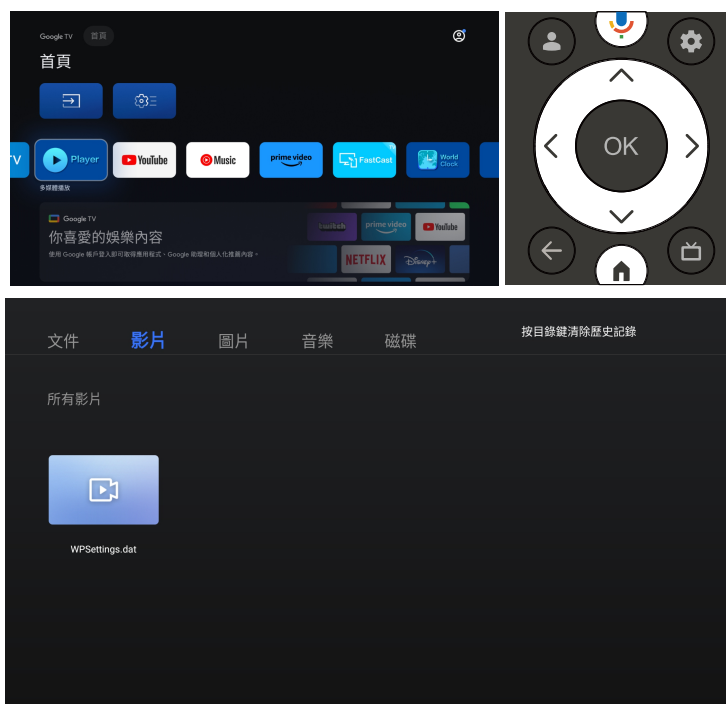 Google TV 首頁
首頁
V
Player
YouTube
Music
prime video
TV
FastCast
World
Clock
多媒體播放
Google TV
你喜愛的娛樂內容
使用 Google 帳戶登入即可取得應用程式、Google 助理和個人化推薦內容。
twitch
prime video
YouTube
NETFLIX
Disney+
OK
文件 影片 圖片 音樂 磁碟
按目錄鍵清除歷史記錄
所有影片
WPSettings.dat